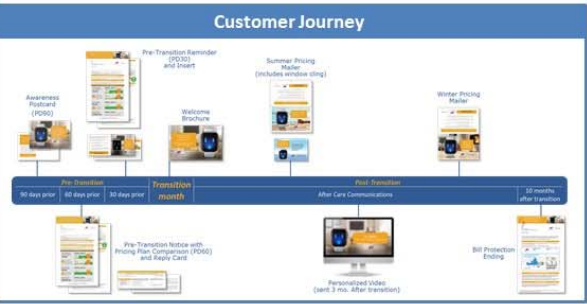 Customer Journey
Pre-Transition Reminder
(PD30)
and Insert
Summer Pricing
Mailer
(includes window cling)
Awareness
Postcard
(PD90)
Welcome
Brochure
Winter Pricing
Mailer
Pre-Transition
Transition
month
Post-Transition
90 days prior
60 days prior
30 days prior
After Care Communications
10 months
after transition
Pre-Transition Notice with
Pricing Plan Comparison (PD60)
and Reply Card
Personalized Video
(sent 3 mo. After transition)
Bill Protection
Ending